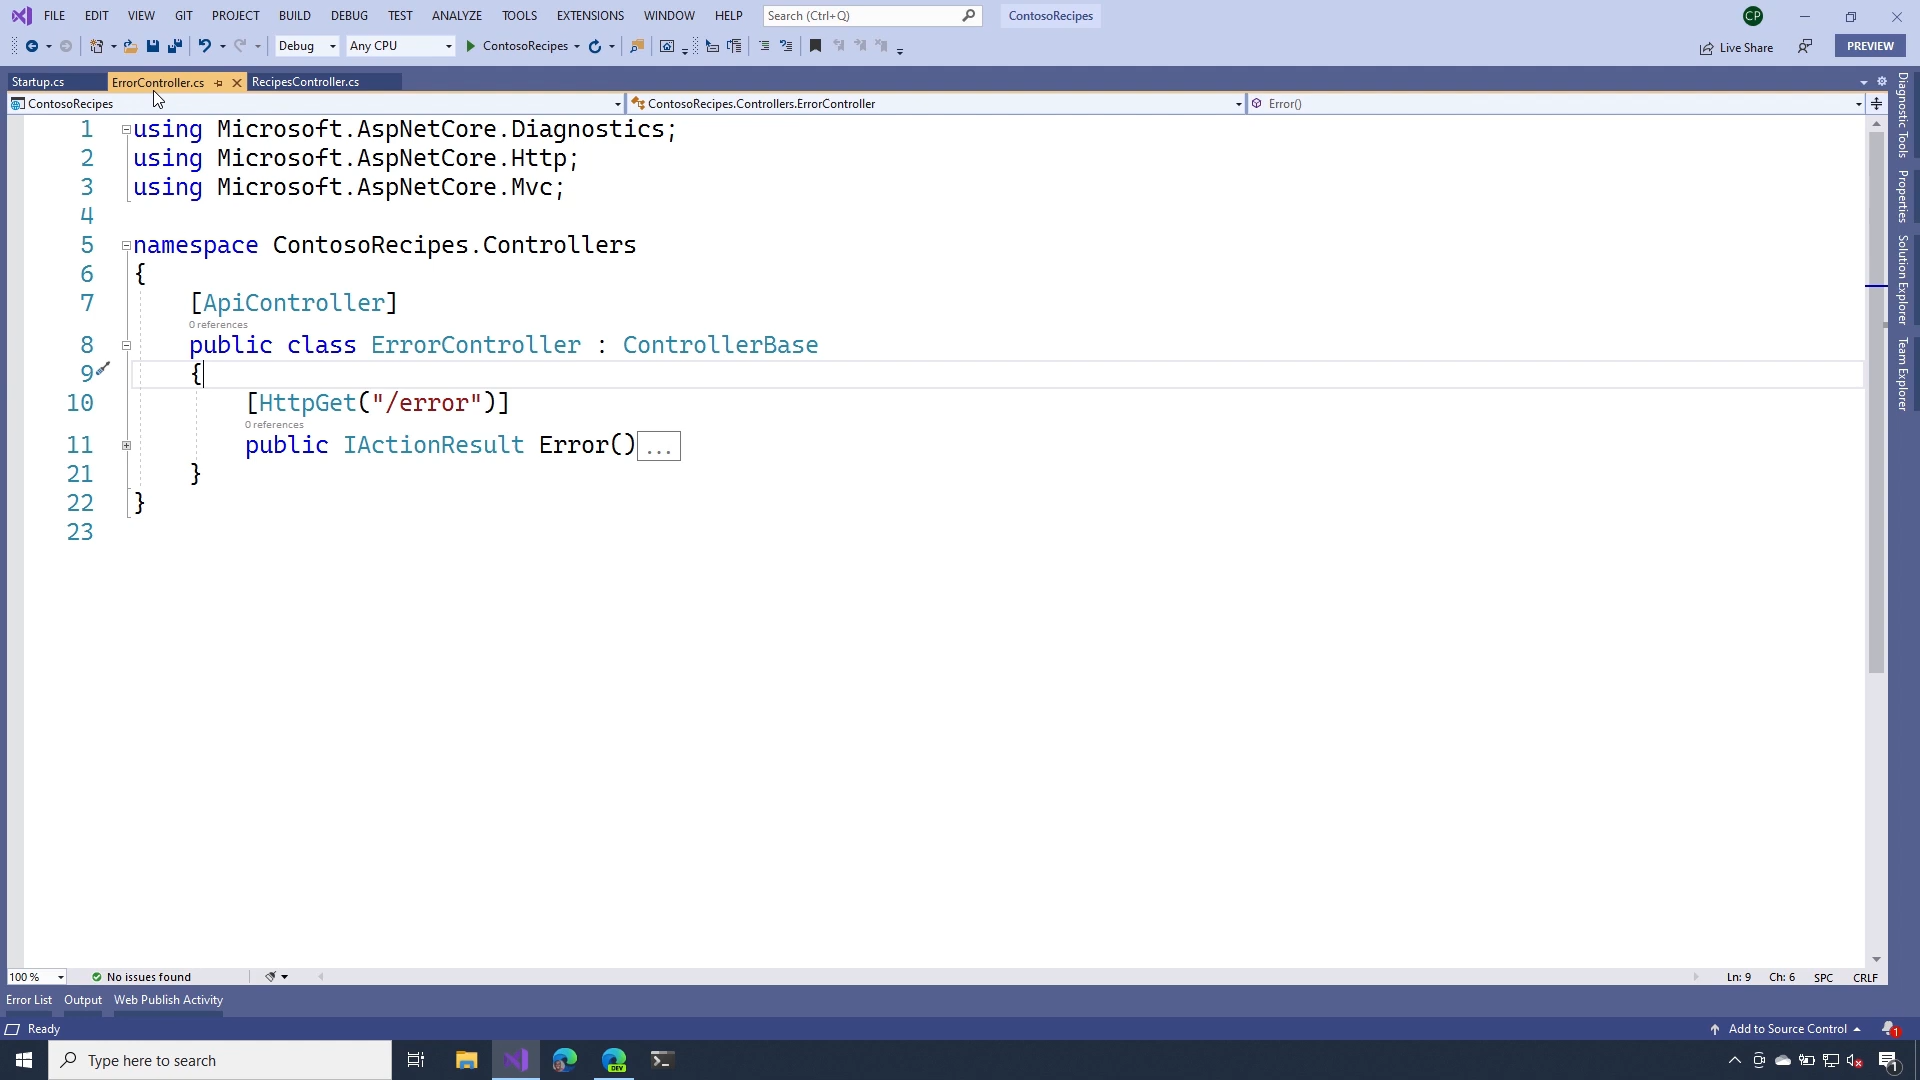 FILE EDIT VIEW GIT PROJECT BUILD DEBUG TEST ANALYZE TOOLS EXTENSIONS WINDOW HELP Search (Ctrl+Q) ContosoRecipes CP
Debug Any CPU ContosoRecipes Live Share PREVIEW
Startup.cs ErrorController.cs RecipesController.cs
ContosoRecipes ContosoRecipes.Controllers.ErrorController Error()
1 using Microsoft.AspNetCore.Diagnostics;
2 using Microsoft.AspNetCore.Http;
3 using Microsoft.AspNetCore.Mvc;
4
5 namespace ContosoRecipes.Controllers
6 {
7 [ApiController]
0 references
8 public class ErrorController : ControllerBase
9 {
10 [HttpGet("/error")]
0 references
11 public IActionResult Error()...
21 }
22 }
23
Diagnostic Tools
Properties
Solution Explorer
Team Explorer
100 % No issues found Ln: 9 Ch: 6 SPC CRLF
Error List Output Web Publish Activity
Ready Add to Source Control 1
Type here to search DEV 1